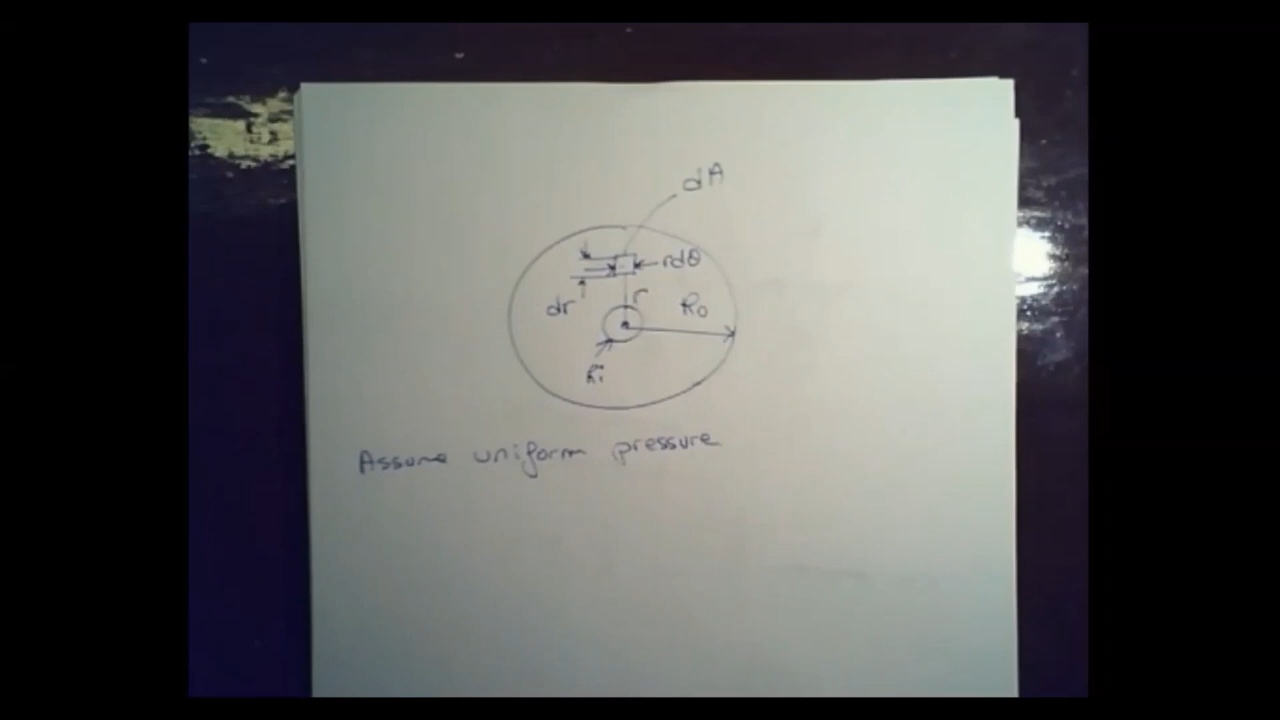 dA
rdθ
dr
r
Ro
Ri
Assume uniform pressure